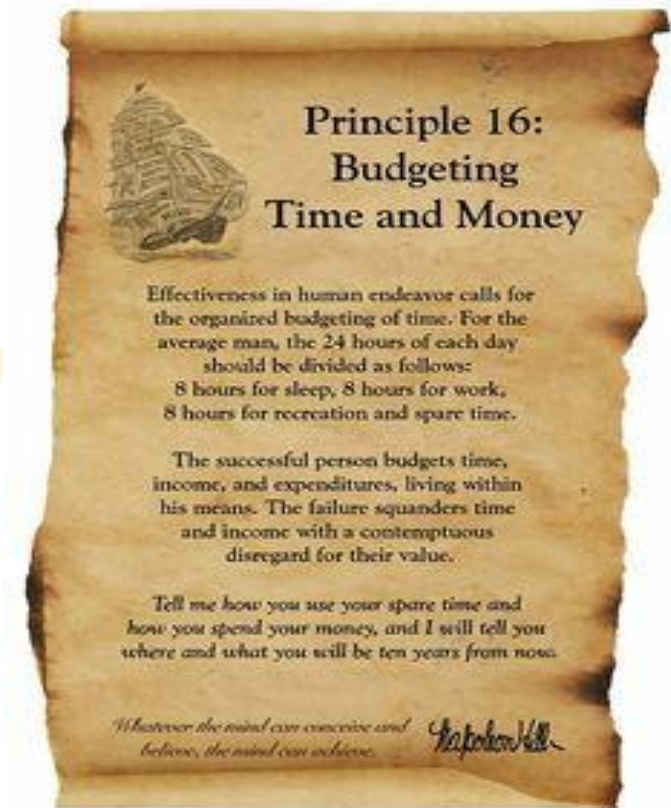 Principle 16:
Budgeting
Time and Money
Effectiveness in human endeavor calls for
the organized budgeting of time. For the
average man, the 24 hours of each day
should be divided as follows:
8 hours for sleep, 8 hours for work,
8 hours for recreation and spare time.
The successful person budgets time,
income, and expenditures, living within
his means. The failure squanders time
and income with a contemptuous
disregard for their value.
Tell me how you use your spare time and
how you spend your money, and I will tell you
where and what you will be ten years from now.
Whatever the mind can conceive and
believe, the mind can achieve.
Napoleon Hill